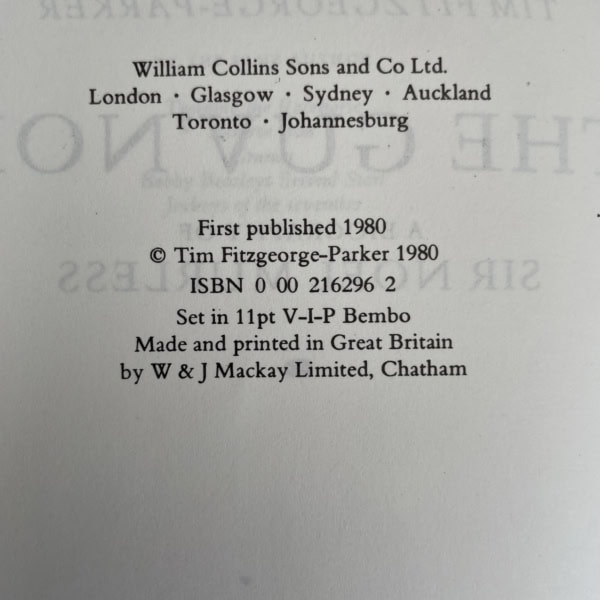 William Collins Sons and Co Ltd.
London · Glasgow · Sydney · Auckland
Toronto · Johannesburg
First published 1980
© Tim Fitzgeorge-Parker 1980
ISBN 0 00 216296 2
Set in 11pt V-I-P Bembo
Made and printed in Great Britain
by W & J Mackay Limited, Chatham